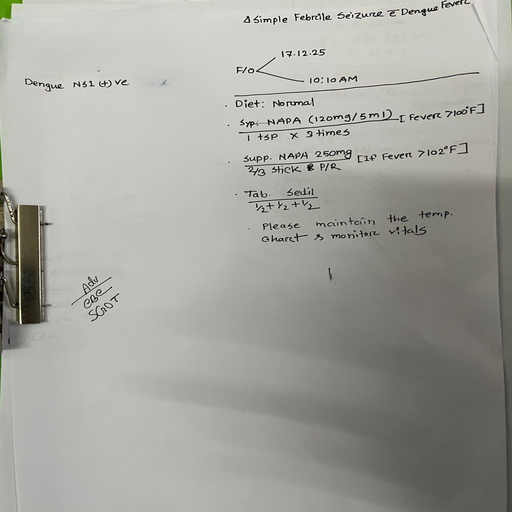 Δ Simple Febrile Seizure c̄ Dengue Fever
17.12.25
F/O
10:10 AM
Dengue NS1 (+) ve
. Diet: Normal
. Syp. NAPA (120mg/5ml) [Fever >100°F]
1 tsp x 3 times
. Supp. NAPA 250mg [If Fever >102°F]
2/3 stick P/R
. Tab. Sedil
½+½+½
. Please maintain the temp.
chart & monitor vitals
Adv
CBC
SGOT